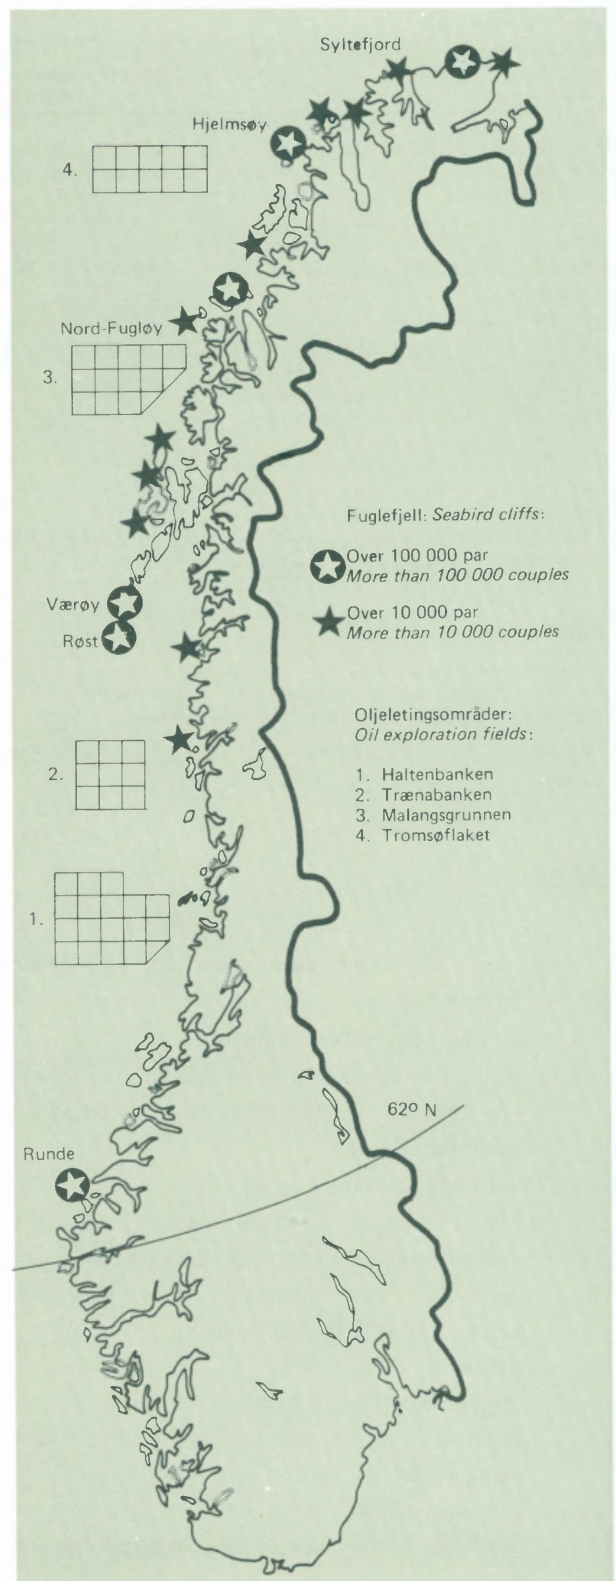 Syltefjord
Hjelmsøy
4.
Nord-Fugløy
3.
Fuglefjell: Seabird cliffs:
Over 100 000 par
More than 100 000 couples
Værøy
Røst
Over 10 000 par
More than 10 000 couples
Oljeletingsområder:
Oil exploration fields:
2.
1. Haltenbanken
2. Trænabanken
3. Malangsgrunnen
4. Tromsøflaket
1.
62º N
Runde